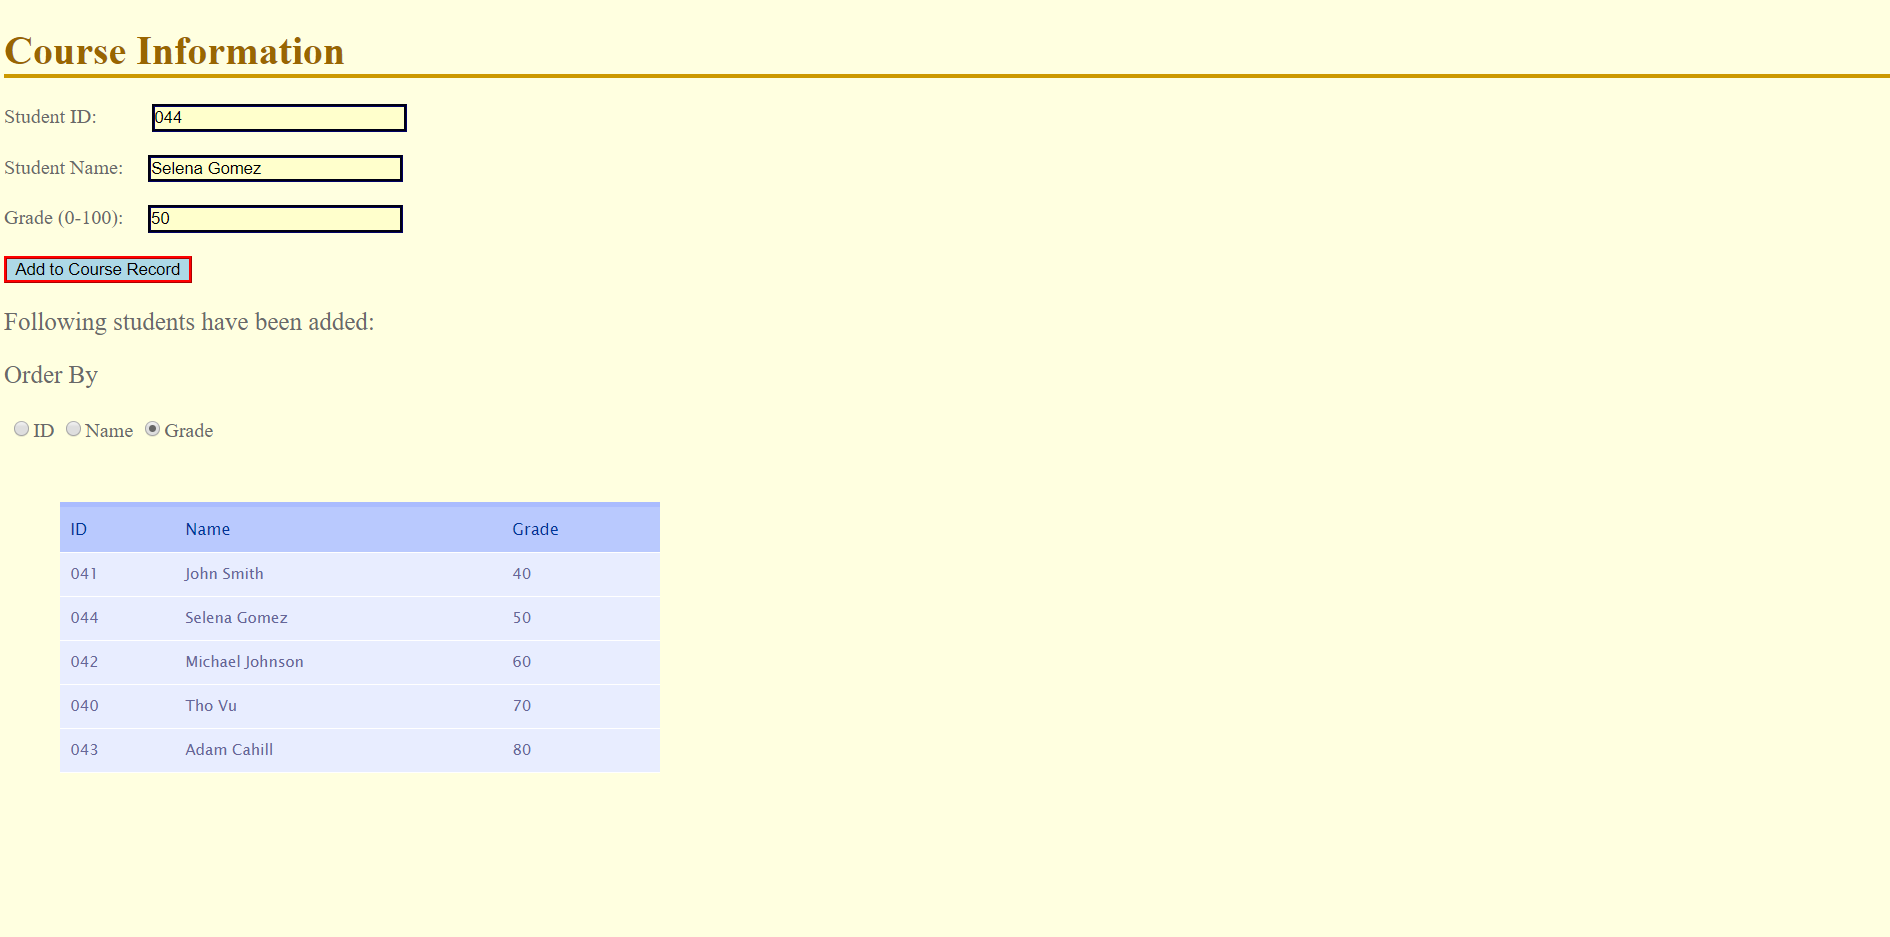 Course Information
Student ID: 044
Student Name: Selena Gomez
Grade (0-100): 50
Add to Course Record
Following students have been added:
Order By
ID Name Grade
ID Name Grade
041 John Smith 40
044 Selena Gomez 50
042 Michael Johnson 60
040 Tho Vu 70
043 Adam Cahill 80